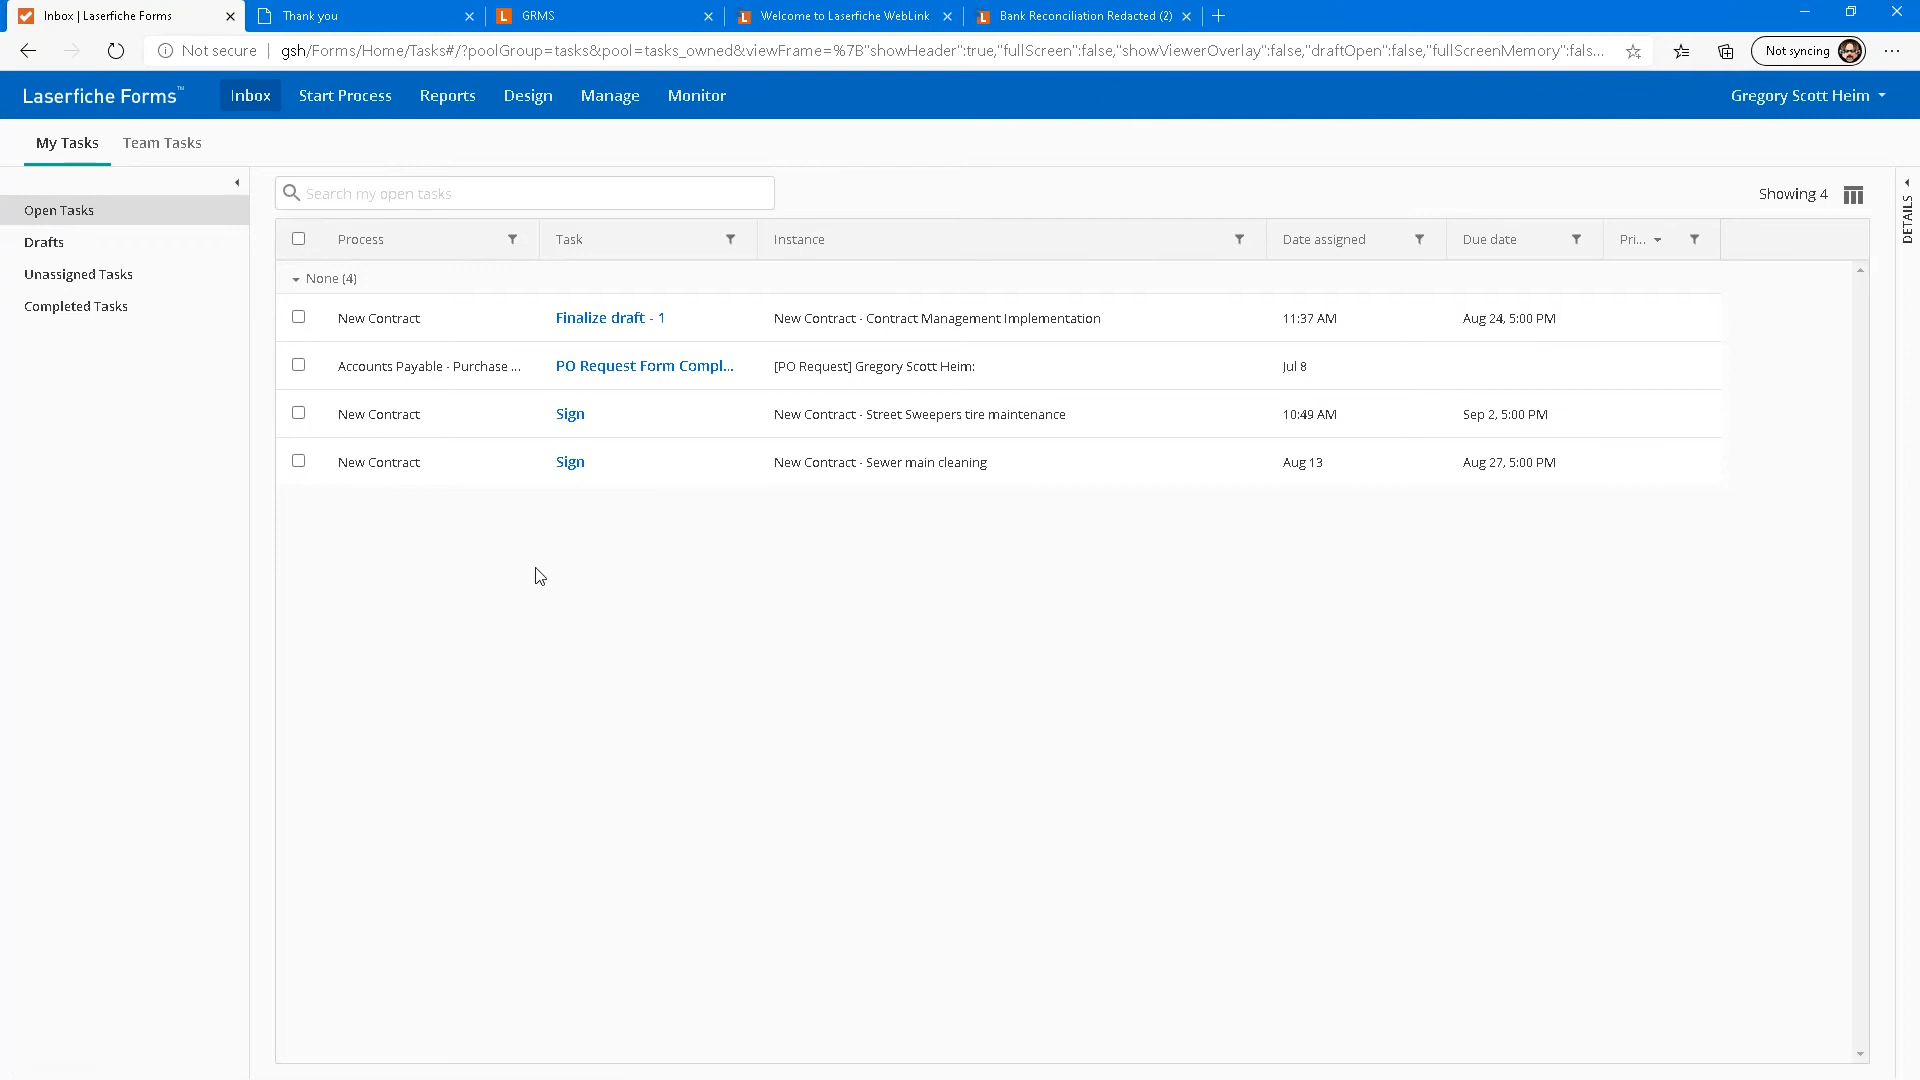 Inbox | Laserfiche Forms
Thank you
GRMS
Welcome to Laserfiche WebLink
Bank Reconciliation Redacted (2)
Not secure
gsh/Forms/Home/Tasks#/?poolGroup=tasks&pool=tasks_owned&viewFrame=%7B"showHeader":true,"fullScreen":false,"showViewerOverlay":false,"draftOpen":false,"fullScreenMemory":fals...
Not syncing
Laserfiche Forms™
Inbox
Start Process
Reports
Design
Manage
Monitor
Gregory Scott Heim
My Tasks
Team Tasks
Open Tasks
Drafts
Unassigned Tasks
Completed Tasks
Search my open tasks
Showing 4
DETAILS
Process Task Instance Date assigned Due date Pri...
None (4)
New Contract Finalize draft - 1 New Contract - Contract Management Implementation 11:37 AM Aug 24, 5:00 PM
Accounts Payable - Purchase ... PO Request Form Compl... [PO Request] Gregory Scott Heim: Jul 8
New Contract Sign New Contract - Street Sweepers tire maintenance 10:49 AM Sep 2, 5:00 PM
New Contract Sign New Contract - Sewer main cleaning Aug 13 Aug 27, 5:00 PM